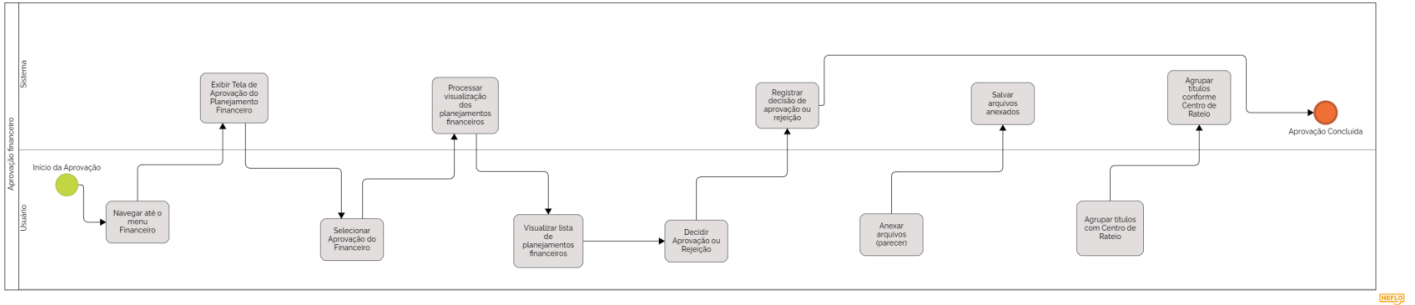 Aprovação financeiro
Sistema
Usuário
Início da Aprovação
Navegar até o
menu
Financeiro
Exibir Tela de
Aprovação do
Planejamento
Financeiro
Selecionar
Aprovação do
Financeiro
Processar
visualização
dos
planejamentos
financeiros
Visualizar lista
de
planejamentos
financeiros
Decidir
Aprovação ou
Rejeição
Registrar
decisão de
aprovação ou
rejeição
Anexar
arquivos
(parecer)
Salvar
arquivos
anexados
Agrupar títulos
com Centro de
Rateio
Agrupar
títulos
conforme
Centro de
Rateio
Aprovação Concluída
HEFLO